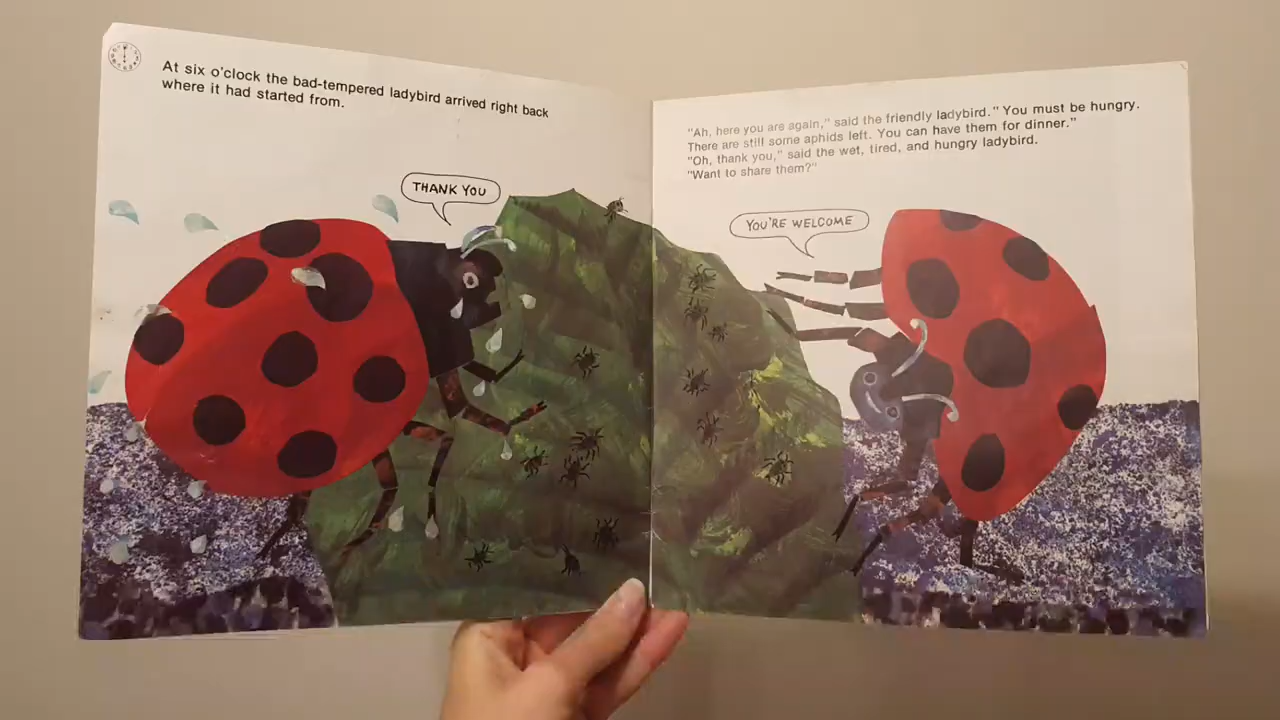 At six o'clock the bad-tempered ladybird arrived right back
where it had started from.
THANK YOU
"Ah, here you are again," said the friendly ladybird." You must be hungry.
There are still some aphids left. You can have them for dinner."
"Oh, thank you," said the wet, tired, and hungry ladybird.
"Want to share them?"
YOU'RE WELCOME